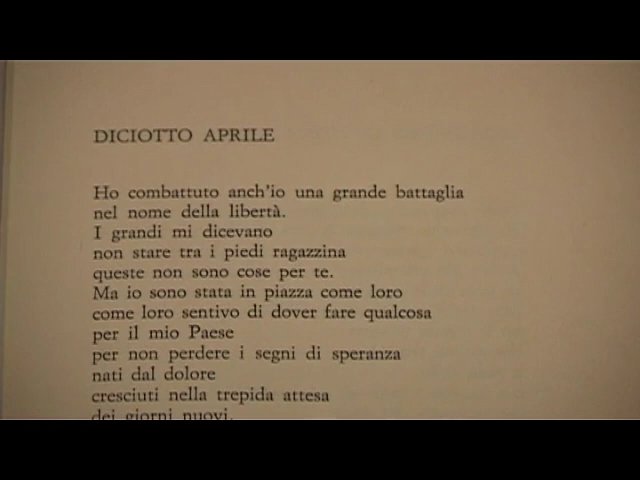 DICIOTTO APRILE
Ho combattuto anch'io una grande battaglia
nel nome della libertà.
I grandi mi dicevano
non stare tra i piedi ragazzina
queste non sono cose per te.
Ma io sono stata in piazza come loro
come loro sentivo di dover fare qualcosa
per il mio Paese
per non perdere i segni di speranza
nati dal dolore
cresciuti nella trepida attesa
dei giorni nuovi.